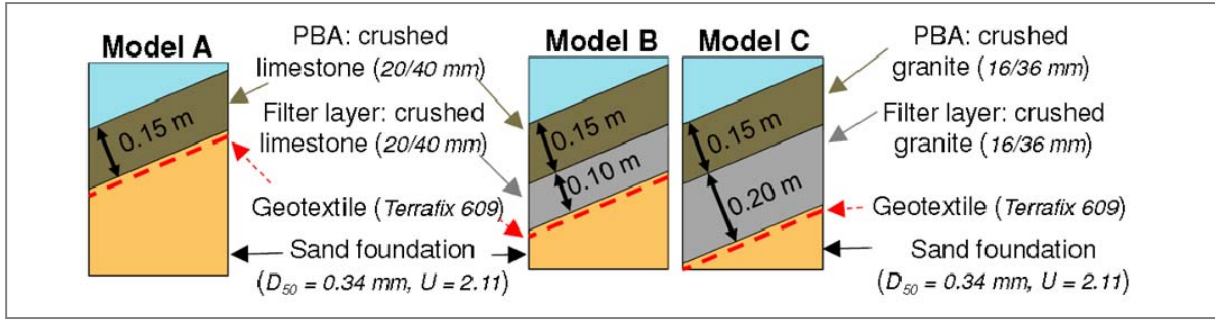 Model A
PBA: crushed
limestone (20/40 mm)
Filter layer: crushed
limestone (20/40 mm)
Geotextile (Terrafix 609)
Sand foundation
(D50 = 0.34 mm, U = 2.11)
0.15 m
Model B
0.15 m
0.10 m
Model C
0.15 m
0.20 m
PBA: crushed
granite (16/36 mm)
Filter layer: crushed
granite (16/36 mm)
Geotextile (Terrafix 609)
Sand foundation
(D50 = 0.34 mm, U = 2.11)